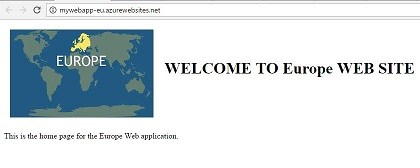 mywebapp-eu.azurewebsites.net
EUROPE
WELCOME TO Europe WEB SITE
This is the home page for the Europe Web application.